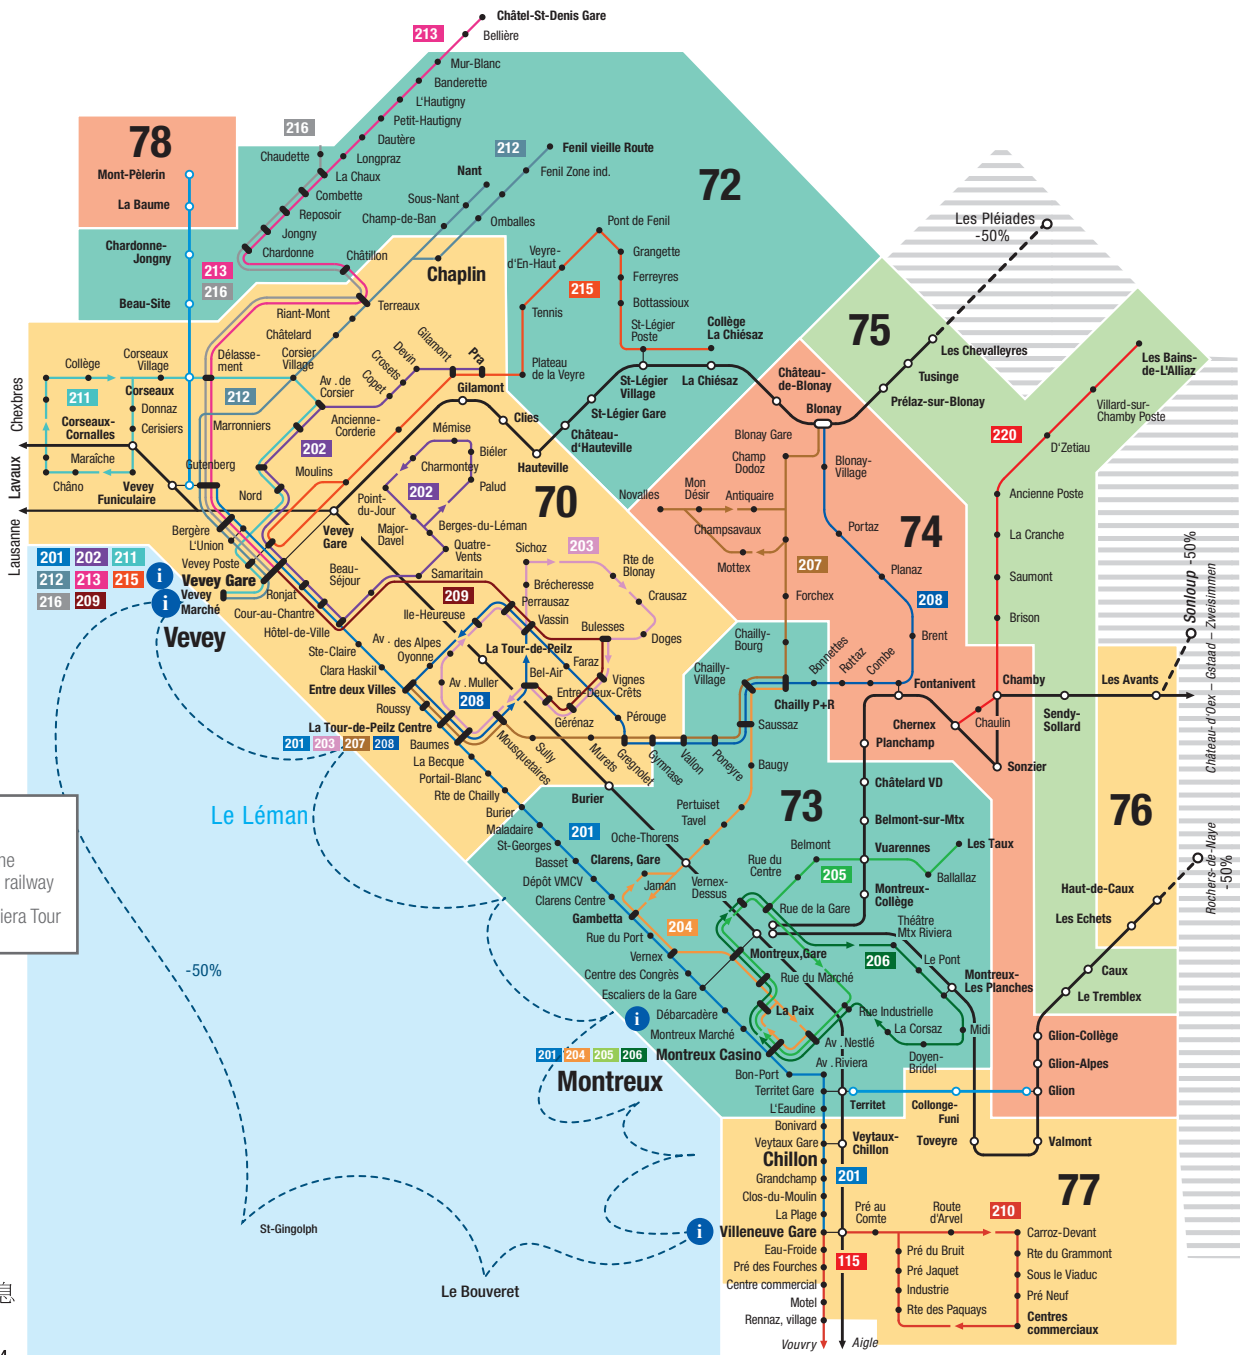 Châtel-St-Denis Gare
213
Bellière
Mur-Blanc
Banderette
L'Hautigny
Petit-Hautigny
Dautère
Longpraz
216
Chaudette
La Chaux
Combette
Reposoir
Jongny
Chardonne
Châtillon
213
216
78
Mont-Pèlerin
La Baume
Chardonne-
Jongny
Beau-Site
212
Fenil vieille Route
Fenil Zone ind.
Nant
Sous-Nant
Champ-de-Ban
Omballes
Chaplin
Terreaux
Riant-Mont
Châtelard
72
Pont de Fenil
Veyre-
d'En-Haut
Grangette
Ferreyres
215
Bottassioux
Tennis
St-Légier
Poste
Collège
La Chiésaz
Plateau
de la Veyre
St-Légier
Village
La Chiésaz
St-Légier Gare
Château-
d'Hauteville
Hauteville
Clies
Gilamont
Pra
Gilamont
Devin
Crosets
Copet
Av. de
Corsier
Ancienne-
Corderie
Corsier
Village
Délasse-
ment
212
Marronniers
202
Collège
Corseaux
Village
Corseaux
211
Donnaz
Cerisiers
Corseaux-
Cornalles
Maraîche
Châno
Vevey
Funiculaire
Gutenberg
Chexbres
Lavaux
Lausanne
Nord
Moulins
Mémise
Biéler
Charmontey
202
Palud
Point-
du-Jour
Major-
Davel
Berges-du-Léman
Quatre-
Vents
Samaritain
70
Vevey
Gare
Bergère
L'Union
Vevey Poste
Vevey Gare
Vevey
Marché
201 202 211
212 213 215
216 209
i
i
Vevey
Ronjat
Beau-
Séjour
Cour-au-Chantre
Hôtel-de-Ville
Ste-Claire
Clara Haskil
Entre deux Villes
Roussy
La Tour-de-Peilz Centre
201 203 207 208
Baumes
La Becque
Portail-Blanc
Rte de Chailly
Burier
Maladaire
St-Georges
Basset
Dépôt VMCV
Clarens Centre
Gambetta
Rue du Port
Vernex
Centre des Congrès
Escaliers de la Gare
Débarcadère
Montreux Marché
209
Ile-Heureuse
Av. des Alpes
Oyonne
Av. Muller
208
La Tour-de-Peilz
Bel-Air
Sichoz
203
Brécheresse
Perrausaz
Vassin
Rte de
Blonay
Crausaz
Bulesses
Doges
Faraz
Vignes
Entre-Deux-Crêts
Gérénaz
Pérouge
Mousquetaires
Sully
Murets
Gregnolet
Gymnase
Vallon
Poneyre
Burier
75
Les Pléiades
-50%
Les Chevalleyres
Tusinge
Prélaz-sur-Blonay
Château-
de-Blonay
Blonay
Blonay Gare
Champ
Dodoz
Blonay-
Village
Novalles
Mon
Désir
Antiquaire
Champsavaux
Mottex
74
Portaz
Planaz
207
208
Forchex
Chailly-
Bourg
Chailly-
Village
Brent
Bonnettes
Rottaz
Combe
Chailly P+R
Saussaz
Baugy
Pertuiset
Tavel
220
Les Bains-
de-L'Alliaz
Villard-sur-
Chamby Poste
D'Zetiau
Ancienne Poste
La Cranche
Saumont
Brison
Fontanivent
Chamby
Les Avants
Sendy-
Sollard
Chernex
Chaulin
Sonzier
Planchamp
Châtelard VD
Belmont-sur-Mtx
Vuarennes
Les Taux
Ballallaz
Montreux-
Collège
Sonloup -50%
Château-d'Oex – Gstaad – Zweisimmen
76
Rochers-de-Naye
-50%
Haut-de-Caux
Les Echets
Caux
Le Tremblex
73
201
Oche-Thorens
Clarens, Gare
Jaman
Vernex-
Dessus
Rue du
Centre
Belmont
205
Rue de la Gare
204
Théâtre
Mtx Riviera
206
Montreux, Gare
Le Pont
Rue du Marché
Montreux-
Les Planches
La Paix
Rue Industrielle
La Corsaz
Midi
Doyen-
Bridel
Av. Nestlé
Av. Riviera
i
201 204 205 206
Montreux Casino
Montreux
Bon-Port
Territet Gare
Territet
Collonge-
Funi
Glion-Collège
Glion-Alpes
Glion
L'Eaudine
Bonivard
Veytaux Gare
Veytaux-
Chillon
Toveyre
Valmont
Chillon
Grandchamp
201
Clos-du-Moulin
La Plage
77
Pré au
Comte
Route
d'Arvel
210
i
Villeneuve Gare
Carroz-Devant
Eau-Froide
Pré du Bruit
Rte du Grammont
Pré des Fourches
115
Pré Jaquet
Sous le Viaduc
Centre commercial
Industrie
Pré Neuf
Motel
Rte des Paquays
Centres
commerciaux
Rennaz, village
Vouvry
Aigle
Le Léman
-50%
St-Gingolph
Le Bouveret
railway
iera Tour